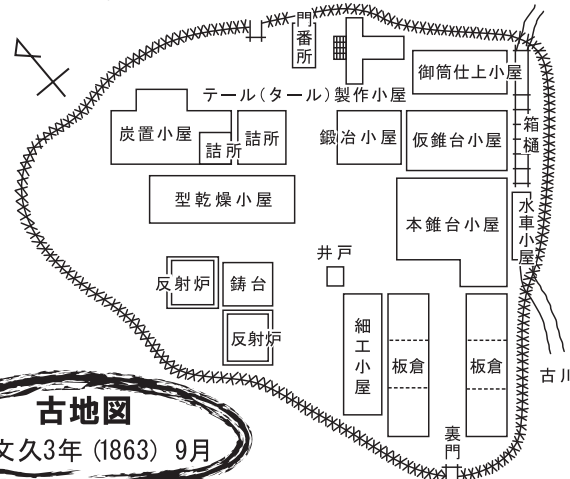 門番所
御筒仕上小屋
テール(タール)製作小屋
炭置小屋
詰所
詰所
鍛冶小屋
仮錐台小屋
箱樋
型乾燥小屋
本錐台小屋
水車小屋
井戸
反射炉
鋳台
反射炉
細工小屋
板倉
板倉
古川
裏門
古地図
文久3年 (1863) 9月